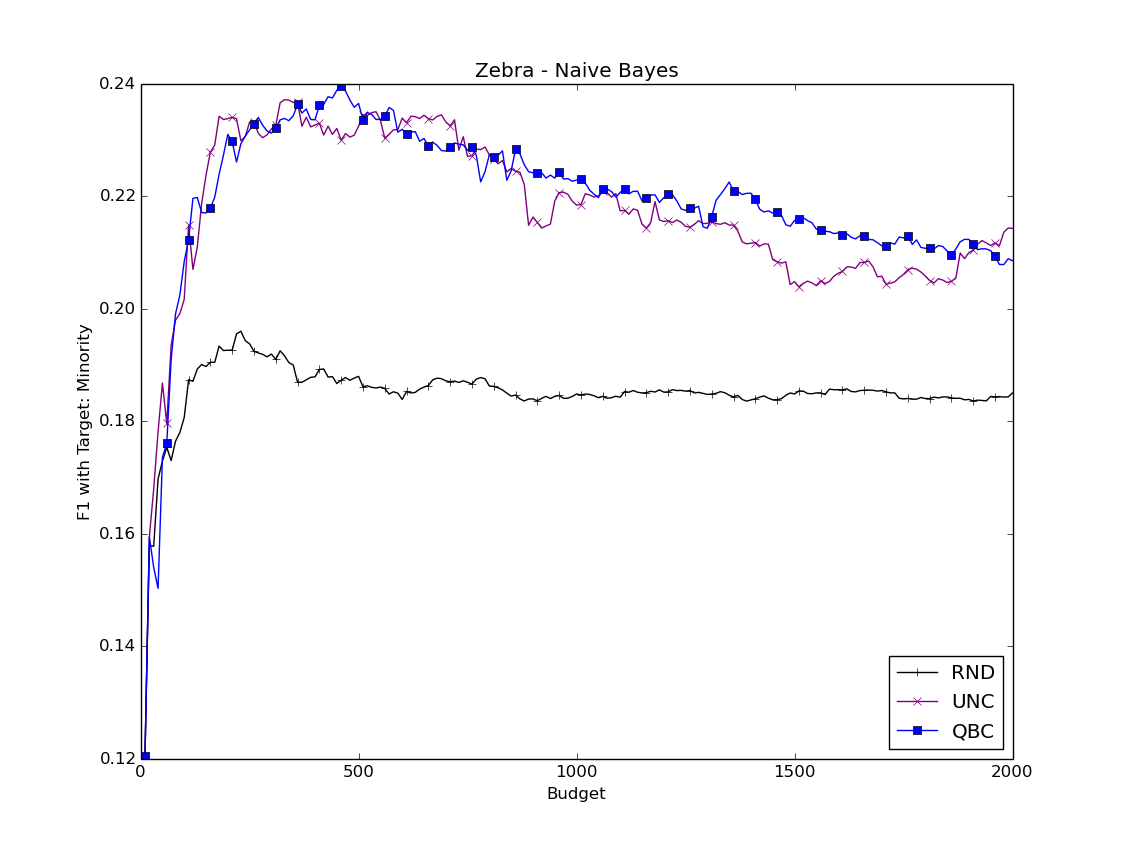 Zebra - Naive Bayes
0.24
0.22
0.20
0.18
0.16
0.14
0.12
F1 with Target: Minority
RND
UNC
QBC
0
500
1000
1500
2000
Budget